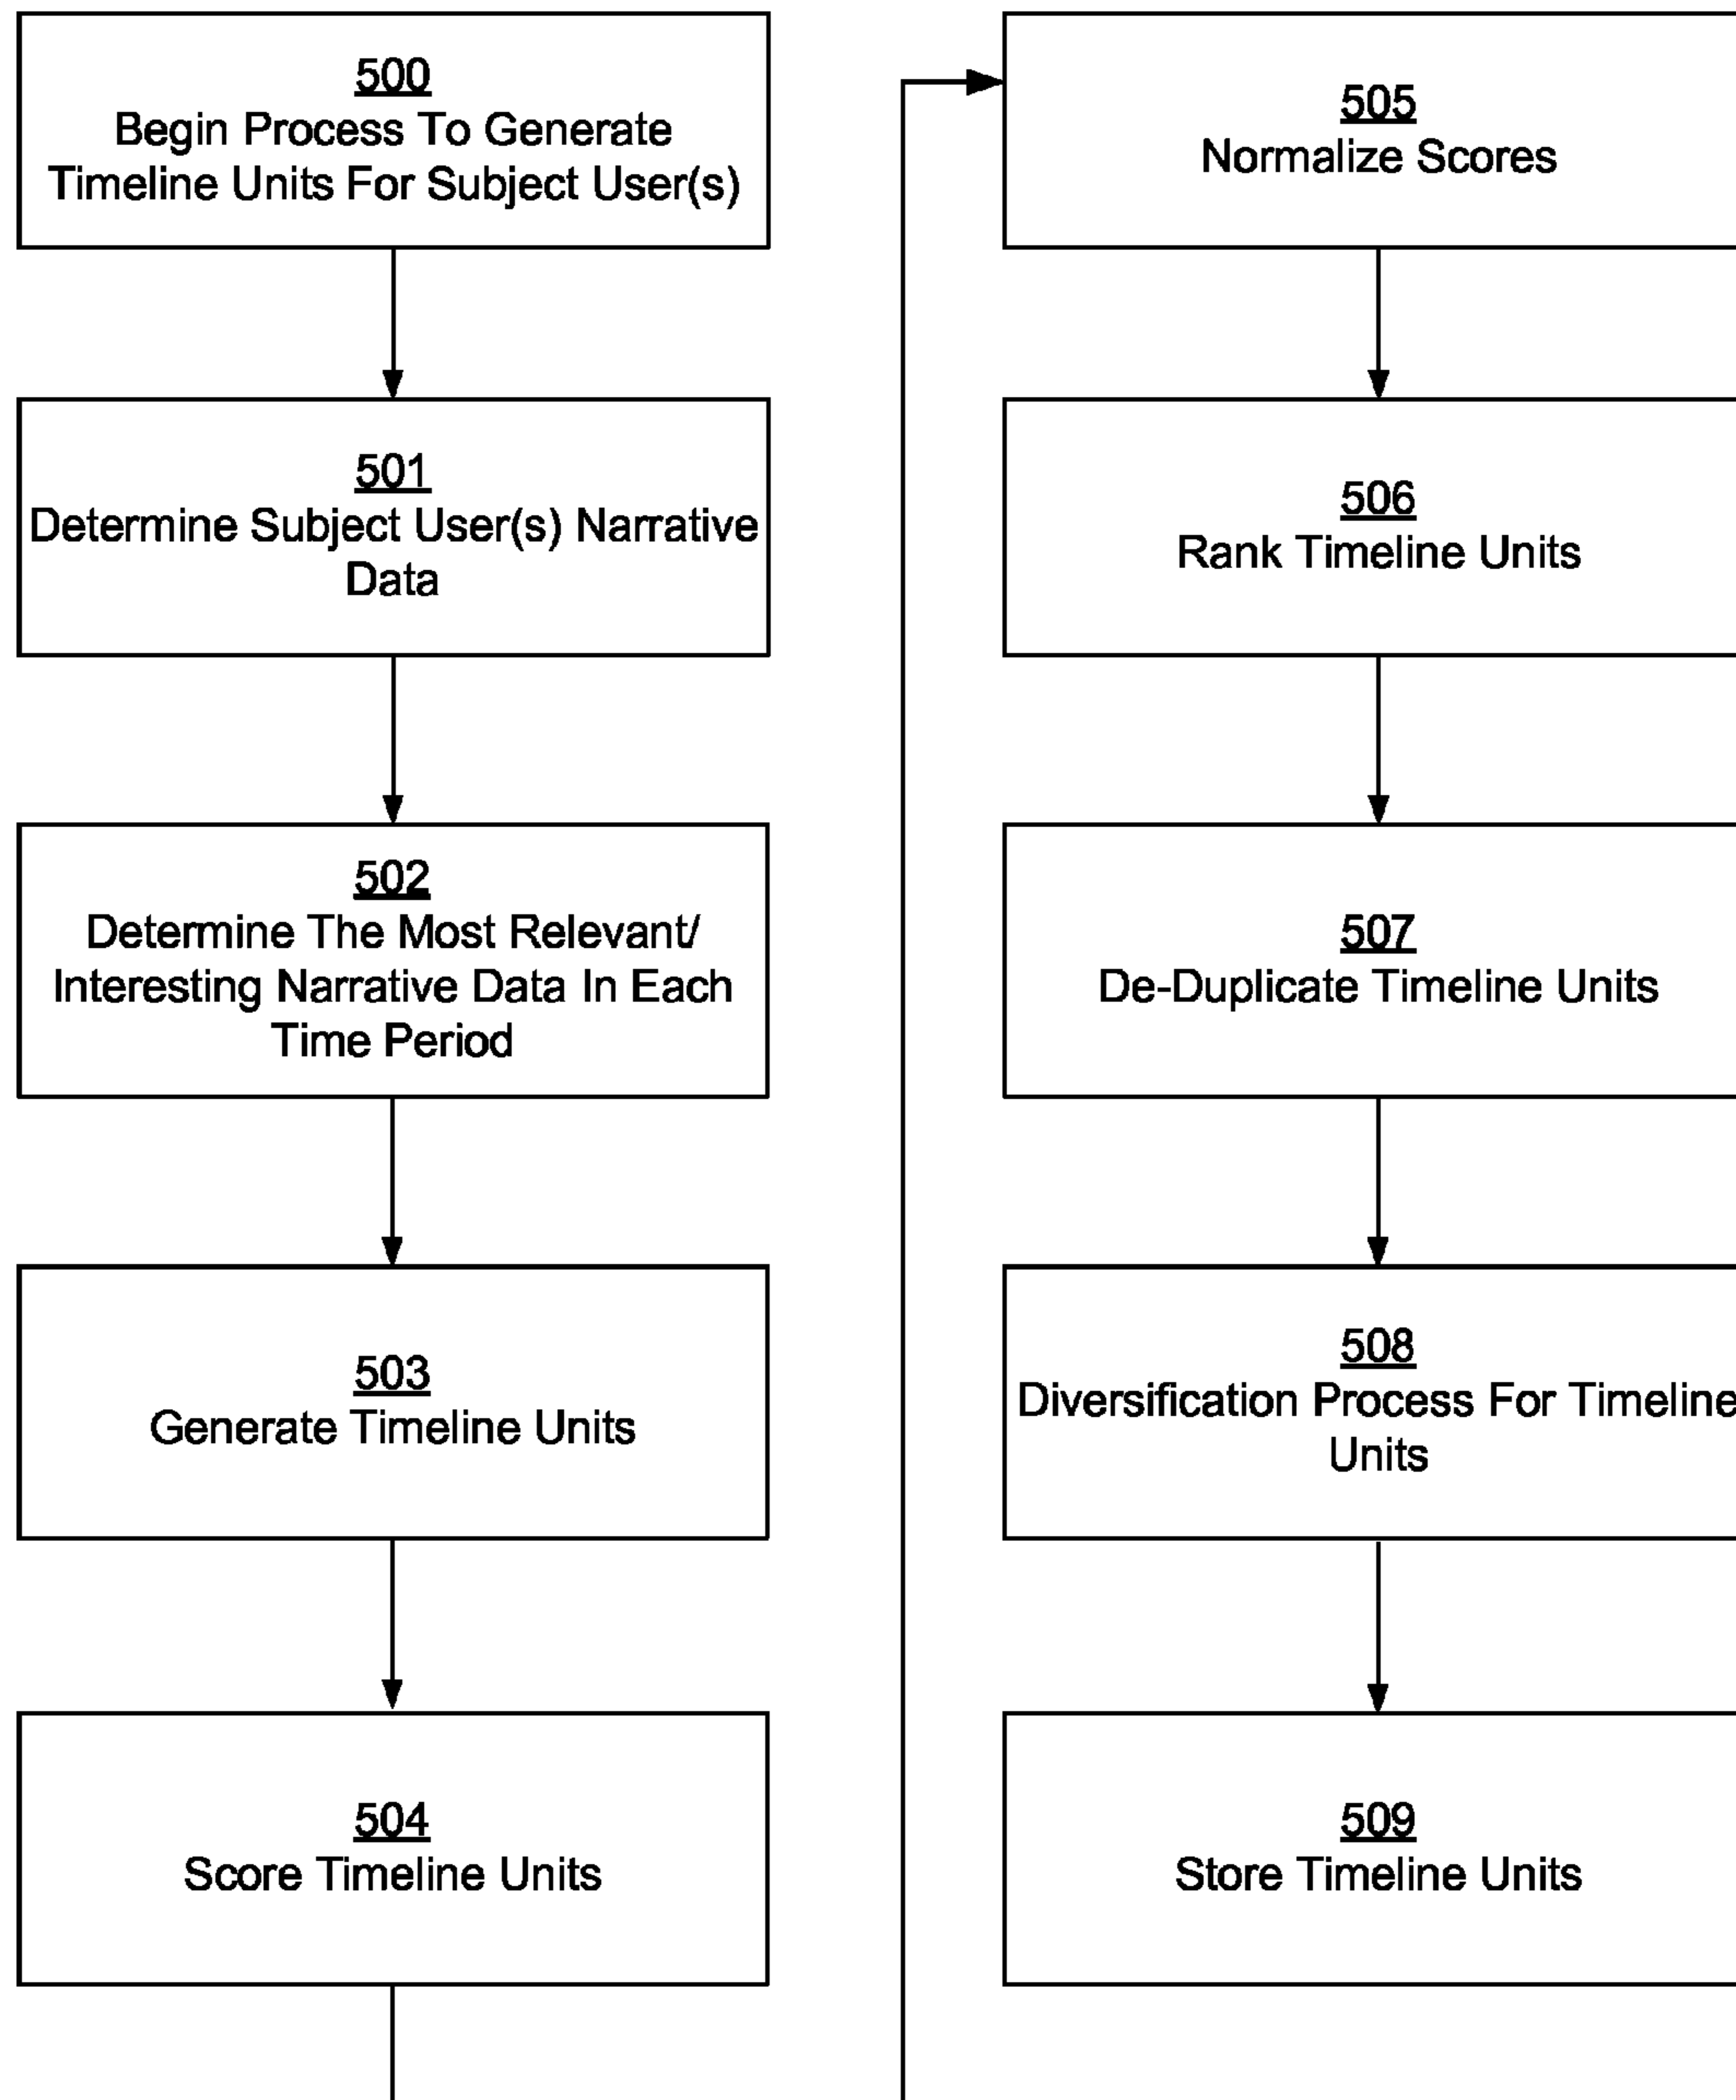 500
Begin Process To Generate
Timeline Units For Subject User(s)
501
Determine Subject User(s) Narrative
Data
502
Determine The Most Relevant/
Interesting Narrative Data In Each
Time Period
503
Generate Timeline Units
504
Score Timeline Units
505
Normalize Scores
506
Rank Timeline Units
507
De-Duplicate Timeline Units
508
Diversification Process For Timeline
Units
509
Store Timeline Units